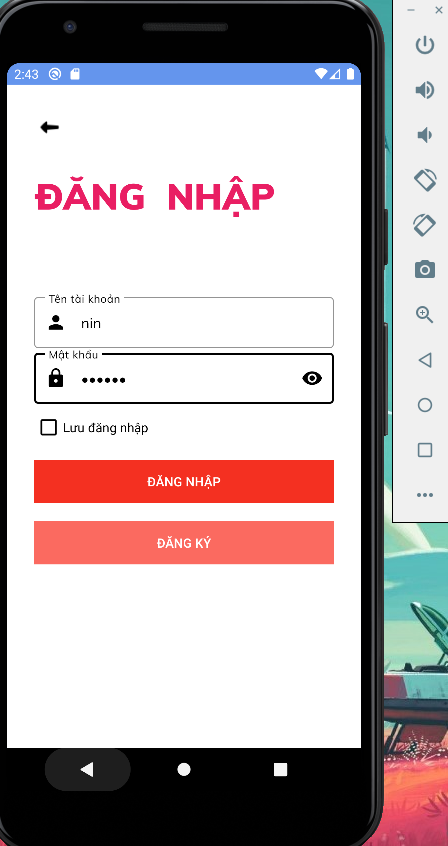 2:43
ĐĂNG NHẬP
Tên tài khoản
nin
Mật khẩu
••••••
Lưu đăng nhập
ĐĂNG NHẬP
ĐĂNG KÝ